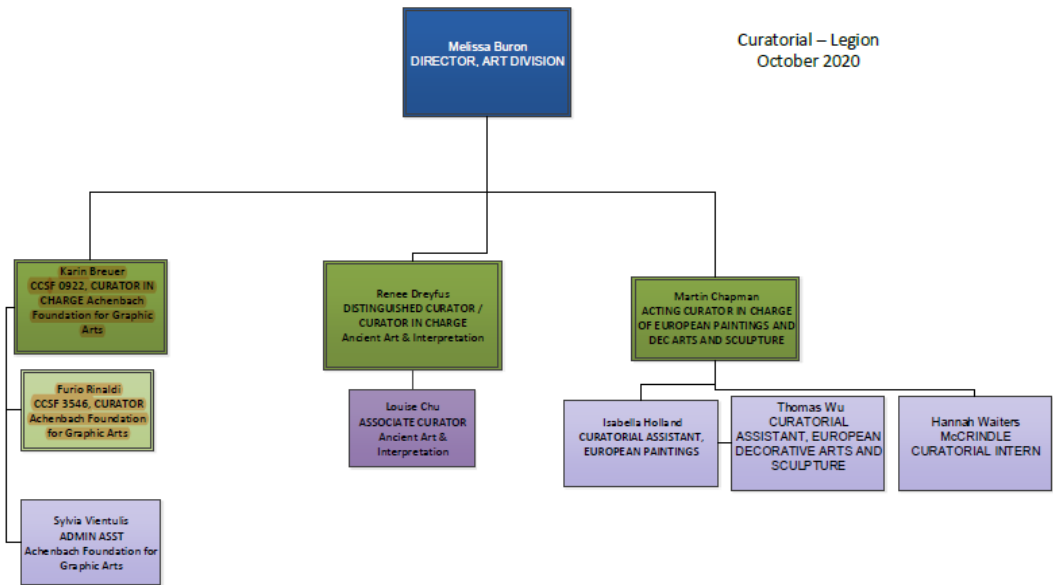 Melissa Buron
DIRECTOR, ART DIVISION
Curatorial – Legion
October 2020
Karin Breuer
CCSF 0922, CURATOR IN
CHARGE Achenbach
Foundation for Graphic
Arts
Renee Dreyfus
DISTINGUISHED CURATOR /
CURATOR IN CHARGE
Ancient Art & Interpretation
Martin Chapman
ACTING CURATOR IN CHARGE
OF EUROPEAN PAINTINGS AND
DEC ARTS AND SCULPTURE
Furio Rinaldi
CCSF 3546, CURATOR
Achenbach Foundation
for Graphic Arts
Louise Chu
ASSOCIATE CURATOR
Ancient Art &
Interpretation
Isabella Holland
CURATORIAL ASSISTANT,
EUROPEAN PAINTINGS
Thomas Wu
CURATORIAL
ASSISTANT, EUROPEAN
DECORATIVE ARTS AND
SCULPTURE
Hannah Waiters
McCRINDLE
CURATORIAL INTERN
Sylvia Vientulis
ADMIN ASST
Achenbach Foundation for
Graphic Arts